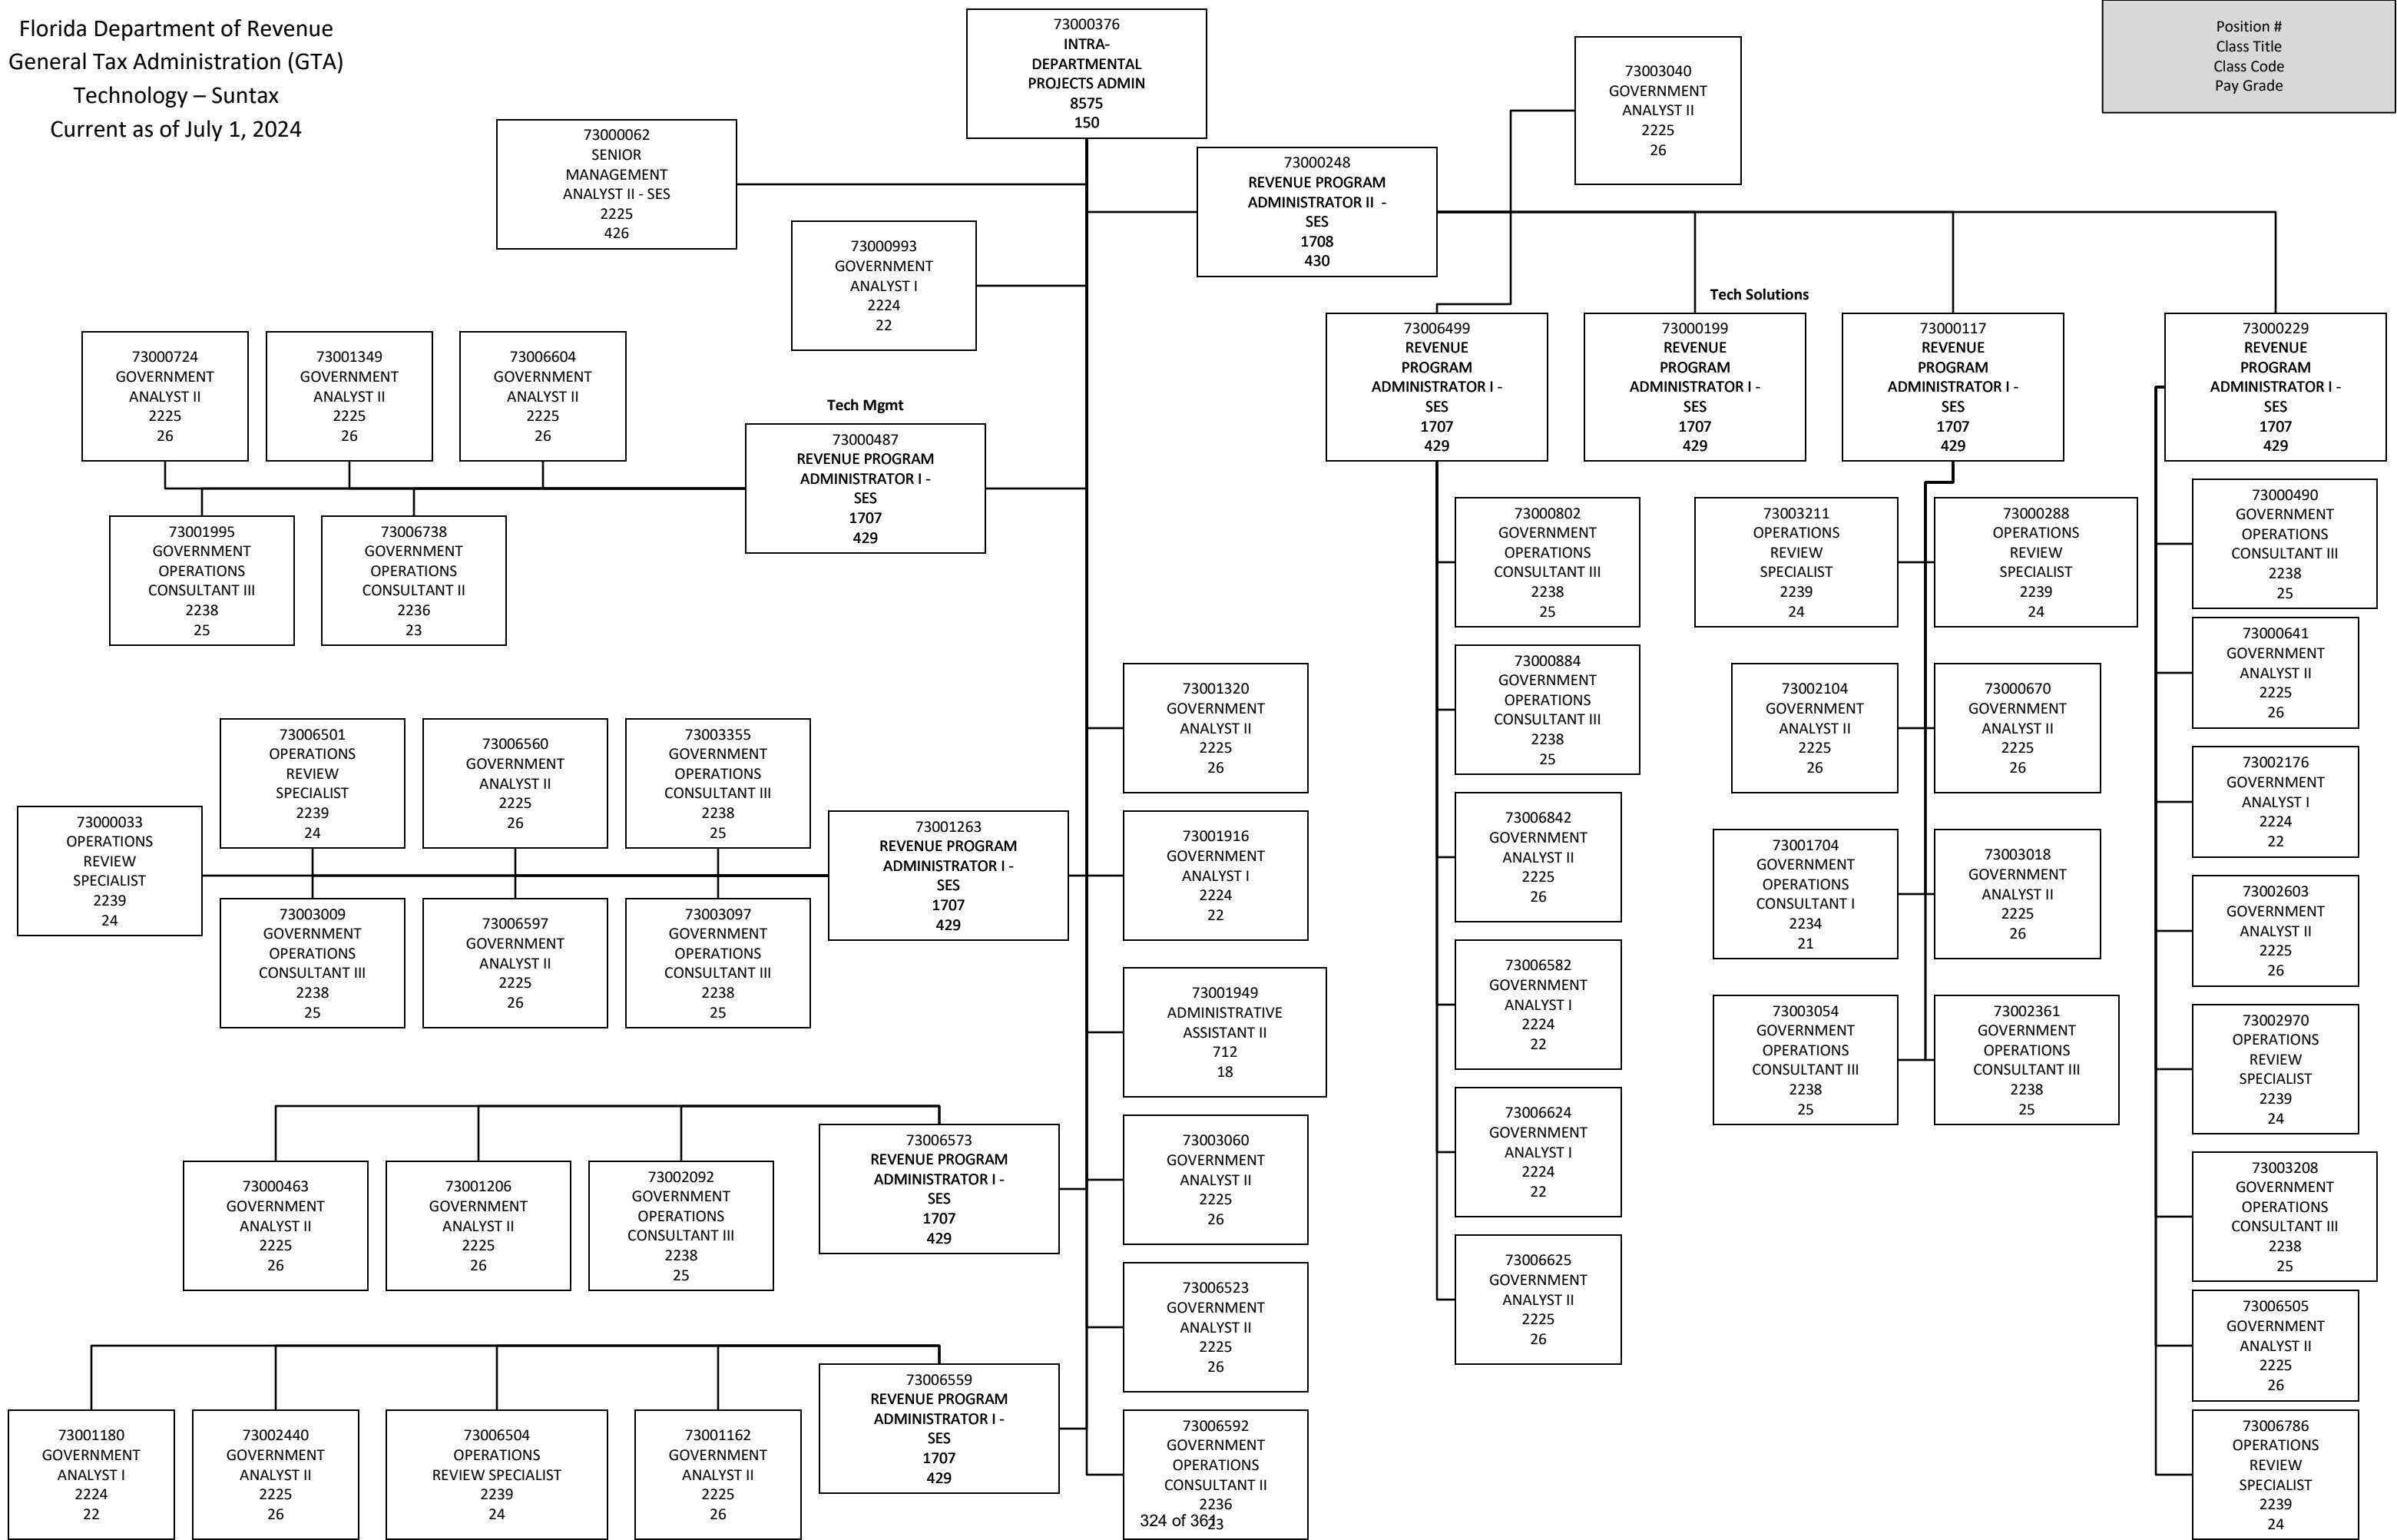 Florida Department of Revenue
General Tax Administration (GTA)
Technology – Suntax
Current as of July 1, 2024
Position #
Class Title
Class Code
Pay Grade
73000376
INTRA-
DEPARTMENTAL
PROJECTS ADMIN
8575
150
73003040
GOVERNMENT
ANALYST II
2225
26
73000062
SENIOR
MANAGEMENT
ANALYST II - SES
2225
426
73000248
REVENUE PROGRAM
ADMINISTRATOR II -
SES
1708
430
73000993
GOVERNMENT
ANALYST I
2224
22
Tech Solutions
73006499
REVENUE
PROGRAM
ADMINISTRATOR I -
SES
1707
429
73000199
REVENUE
PROGRAM
ADMINISTRATOR I -
SES
1707
429
73000117
REVENUE
PROGRAM
ADMINISTRATOR I -
SES
1707
429
73000229
REVENUE
PROGRAM
ADMINISTRATOR I -
SES
1707
429
73000724
GOVERNMENT
ANALYST II
2225
26
73001349
GOVERNMENT
ANALYST II
2225
26
73006604
GOVERNMENT
ANALYST II
2225
26
Tech Mgmt
73000487
REVENUE PROGRAM
ADMINISTRATOR I -
SES
1707
429
73001995
GOVERNMENT
OPERATIONS
CONSULTANT III
2238
25
73006738
GOVERNMENT
OPERATIONS
CONSULTANT II
2236
23
73000802
GOVERNMENT
OPERATIONS
CONSULTANT III
2238
25
73003211
OPERATIONS
REVIEW
SPECIALIST
2239
24
73000288
OPERATIONS
REVIEW
SPECIALIST
2239
24
73000490
GOVERNMENT
OPERATIONS
CONSULTANT III
2238
25
73000641
GOVERNMENT
ANALYST II
2225
26
73001320
GOVERNMENT
ANALYST II
2225
26
73000884
GOVERNMENT
OPERATIONS
CONSULTANT III
2238
25
73002104
GOVERNMENT
ANALYST II
2225
26
73000670
GOVERNMENT
ANALYST II
2225
26
73002176
GOVERNMENT
ANALYST I
2224
22
73006501
OPERATIONS
REVIEW
SPECIALIST
2239
24
73006560
GOVERNMENT
ANALYST II
2225
26
73003355
GOVERNMENT
OPERATIONS
CONSULTANT III
2238
25
73000033
OPERATIONS
REVIEW
SPECIALIST
2239
24
73001263
REVENUE PROGRAM
ADMINISTRATOR I -
SES
1707
429
73001916
GOVERNMENT
ANALYST I
2224
22
73006842
GOVERNMENT
ANALYST II
2225
26
73001704
GOVERNMENT
OPERATIONS
CONSULTANT I
2234
21
73003018
GOVERNMENT
ANALYST II
2225
26
73002603
GOVERNMENT
ANALYST II
2225
26
73003009
GOVERNMENT
OPERATIONS
CONSULTANT III
2238
25
73006597
GOVERNMENT
ANALYST II
2225
26
73003097
GOVERNMENT
OPERATIONS
CONSULTANT III
2238
25
73001949
ADMINISTRATIVE
ASSISTANT II
712
18
73006582
GOVERNMENT
ANALYST I
2224
22
73003054
GOVERNMENT
OPERATIONS
CONSULTANT III
2238
25
73002361
GOVERNMENT
OPERATIONS
CONSULTANT III
2238
25
73002970
OPERATIONS
REVIEW
SPECIALIST
2239
24
73000463
GOVERNMENT
ANALYST II
2225
26
73001206
GOVERNMENT
ANALYST II
2225
26
73002092
GOVERNMENT
OPERATIONS
CONSULTANT III
2238
25
73006573
REVENUE PROGRAM
ADMINISTRATOR I -
SES
1707
429
73003060
GOVERNMENT
ANALYST II
2225
26
73006624
GOVERNMENT
ANALYST I
2224
22
73003208
GOVERNMENT
OPERATIONS
CONSULTANT III
2238
25
73006523
GOVERNMENT
ANALYST II
2225
26
73006625
GOVERNMENT
ANALYST II
2225
26
73006505
GOVERNMENT
ANALYST II
2225
26
73001180
GOVERNMENT
ANALYST I
2224
22
73002440
GOVERNMENT
ANALYST II
2225
26
73006504
OPERATIONS
REVIEW SPECIALIST
2239
24
73001162
GOVERNMENT
ANALYST II
2225
26
73006559
REVENUE PROGRAM
ADMINISTRATOR I -
SES
1707
429
73006592
GOVERNMENT
OPERATIONS
CONSULTANT II
2236
23
73006786
OPERATIONS
REVIEW
SPECIALIST
2239
24
324 of 361